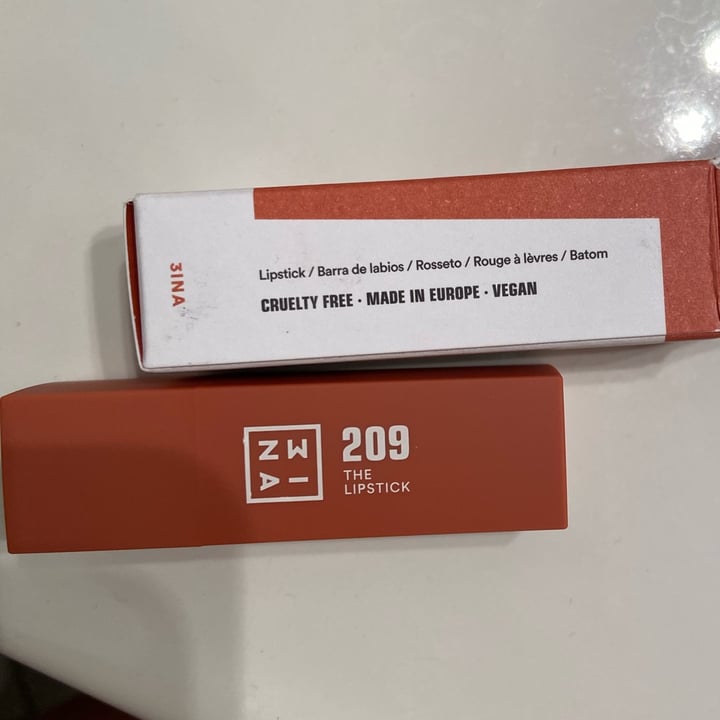 3INA
Lipstick / Barra de labios / Rosseto / Rouge à lèvres / Batom
CRUELTY FREE · MADE IN EUROPE · VEGAN
3INA
209
THE
LIPSTICK